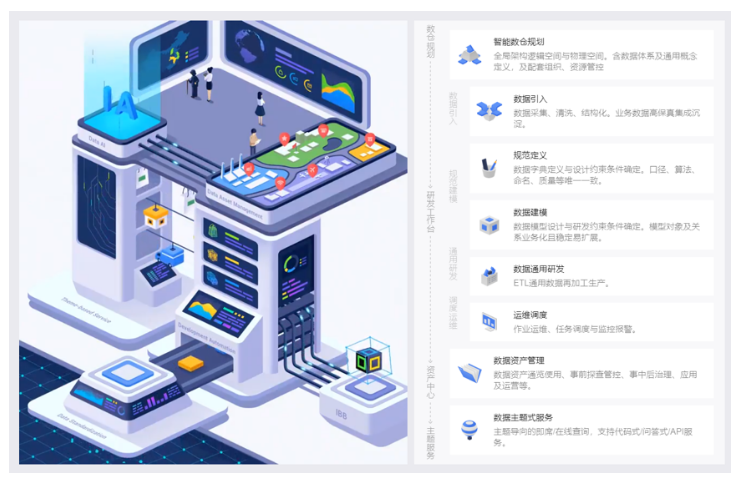 数仓规划
智能数仓规划
全局架构逻辑空间与物理空间。含数据体系及通用概念
定义，及配套组织、资源管控
数据引入
数据引入
数据采集、清洗、结构化。业务数据高保真集成沉
淀。
规范定义
数据字典定义与设计约束条件确定。口径、算法、
命名、质量等唯一一致。
规范建模
研发工作台
数据建模
数据模型设计与研发约束条件确定。模型对象及关
系业务化且稳定易扩展。
通用研发
数据通用研发
ETL通用数据再加工生产。
调度运维
运维调度
作业运维、任务调度与监控报警。
资产中心
数据资产管理
数据资产通览使用、事前探查管控、事中后治理、应用
及运营等。
主题服务
数据主题式服务
主题导向的即席/在线查询、支持代码式/问答式/API服
务。
Data AI
Data Asset Management
Theme-based Service
Development Automation
Data Standardization
IBB